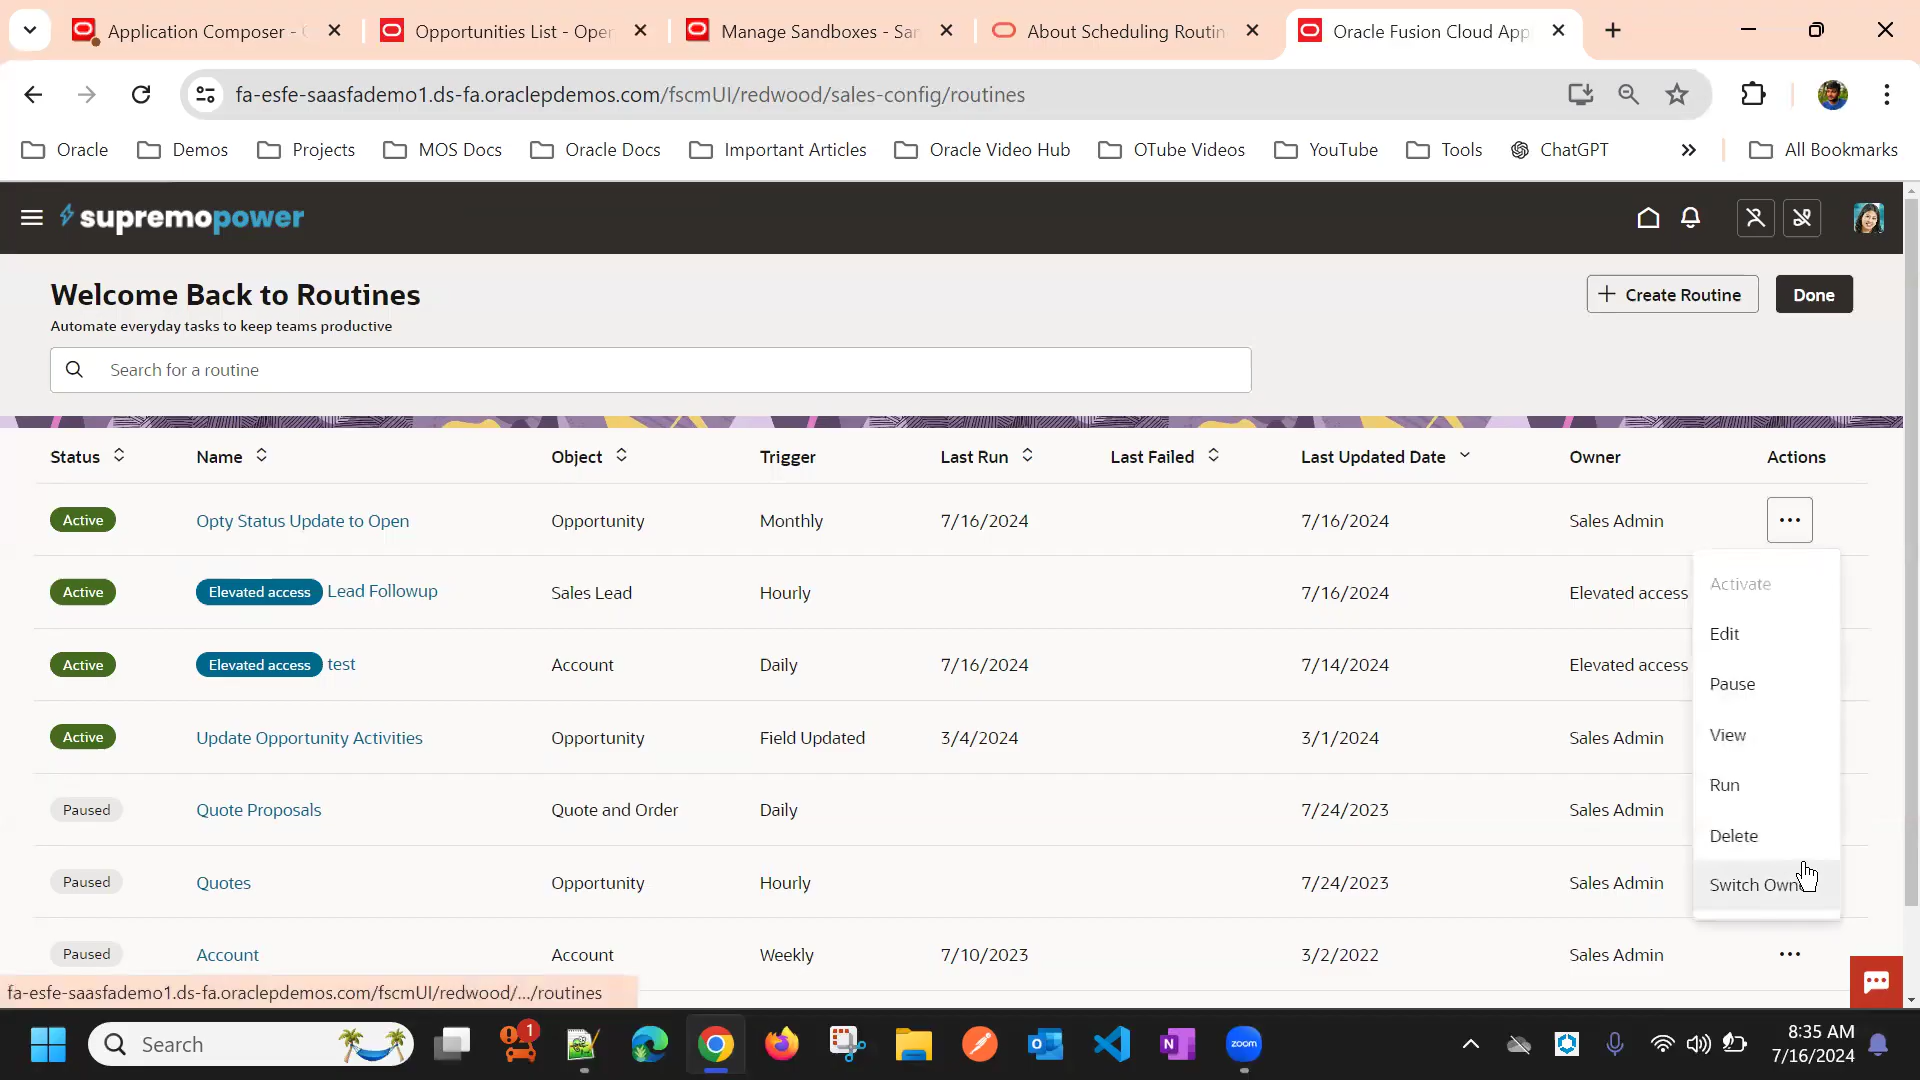 Application Composer -
Opportunities List - Oper
Manage Sandboxes - Sar
About Scheduling Routin
Oracle Fusion Cloud App
fa-esfe-saasfademo1.ds-fa.oraclepdemos.com/fscmUI/redwood/sales-config/routines
Oracle
Demos
Projects
MOS Docs
Oracle Docs
Important Articles
Oracle Video Hub
OTube Videos
YouTube
Tools
ChatGPT
All Bookmarks
supremopower
Welcome Back to Routines
Automate everyday tasks to keep teams productive
+ Create Routine
Done
Search for a routine
Status Name Object Trigger Last Run Last Failed Last Updated Date Owner Actions
Active Opty Status Update to Open Opportunity Monthly 7/16/2024 7/16/2024 Sales Admin ...
Active Elevated access Lead Followup Sales Lead Hourly 7/16/2024 Elevated access
Active Elevated access test Account Daily 7/16/2024 7/14/2024 Elevated access
Active Update Opportunity Activities Opportunity Field Updated 3/4/2024 3/1/2024 Sales Admin
Paused Quote Proposals Quote and Order Daily 7/24/2023 Sales Admin
Paused Quotes Opportunity Hourly 7/24/2023 Sales Admin
Paused Account Account Weekly 7/10/2023 3/2/2022 Sales Admin ...
Activate
Edit
Pause
View
Run
Delete
Switch Own
fa-esfe-saasfademo1.ds-fa.oraclepdemos.com/fscmUI/redwood/.../routines
Search
1
zoom
8:35 AM
7/16/2024